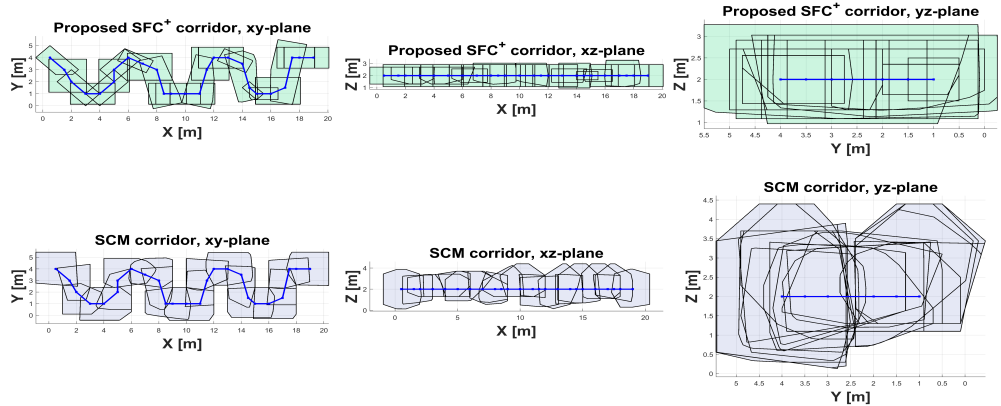 Proposed SFC⁺ corridor, xy-plane
Y [m]
5
4
3
2
1
0
0 2 4 6 8 10 12 14 16 18 20
X [m]
Proposed SFC⁺ corridor, xz-plane
Z [m]
3
2
1
0 2 4 6 8 10 12 14 16 18 20
X [m]
Proposed SFC⁺ corridor, yz-plane
Z [m]
3
2.5
2
1.5
1
5.5 5 4.5 4 3.5 3 2.5 2 1.5 1 0.5 0
Y [m]
SCM corridor, xy-plane
Y [m]
5
4
3
2
1
0
0 2 4 6 8 10 12 14 16 18 20
X [m]
SCM corridor, xz-plane
Z [m]
4
2
0
0 5 10 15 20
X [m]
SCM corridor, yz-plane
Z [m]
4.5
4
3.5
3
2.5
2
1.5
1
0.5
0
5 4.5 4 3.5 3 2.5 2 1.5 1 0.5 0
Y [m]